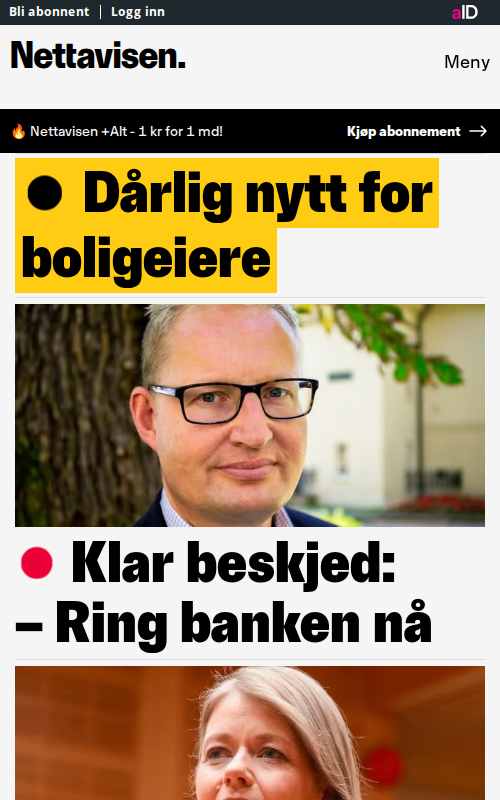 Bli abonnent | Logg inn
aID
Nettavisen.
Meny
🔥 Nettavisen +Alt - 1 kr for 1 md!
Kjøp abonnement →
● Dårlig nytt for
boligeiere
Klar beskjed:
– Ring banken nå